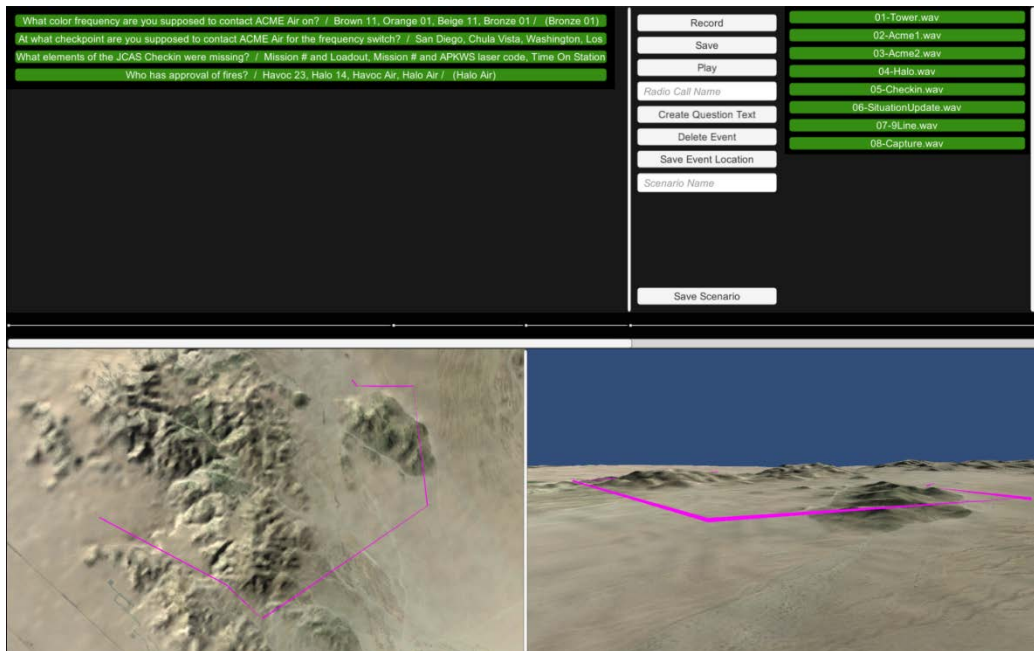 What color frequency are you supposed to contact ACME Air on? / Brown 11, Orange 01, Beige 11, Bronze 01 / (Bronze 01)
At what checkpoint are you supposed to contact ACME Air for the frequency switch? / San Diego, Chula Vista, Washington, Los
What elements of the JCAS Checkin were missing? / Mission # and Loadout, Mission # and APKWS laser code, Time On Station
Who has approval of fires? / Havoc 23, Halo 14, Havoc Air, Halo Air / (Halo Air)
Record
Save
Play
Radio Call Name
Create Question Text
Delete Event
Save Event Location
Scenario Name
Save Scenario
01-Tower.wav
02-Acme1.wav
03-Acme2.wav
04-Halo.wav
05-Checkin.wav
06-SituationUpdate.wav
07-9Line.wav
08-Capture.wav